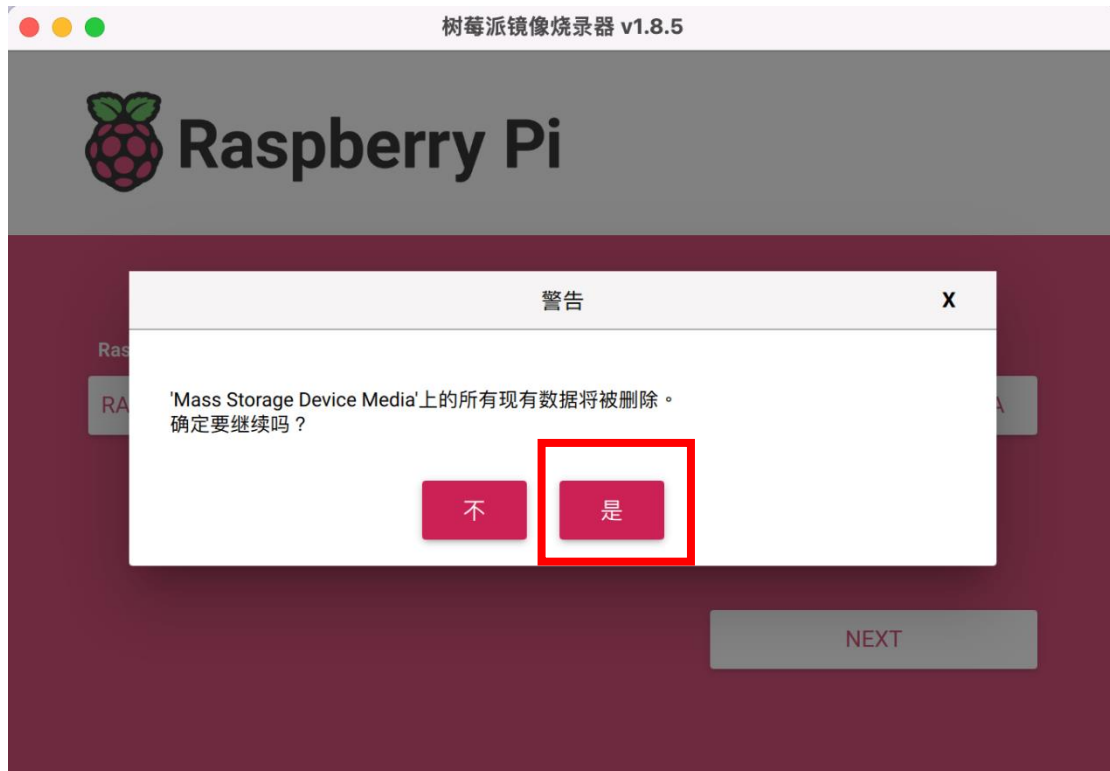 树莓派镜像烧录器 v1.8.5
Raspberry Pi
警告
X
Ras
RA
A
'Mass Storage Device Media'上的所有现有数据将被删除。
确定要继续吗？
不
是
NEXT